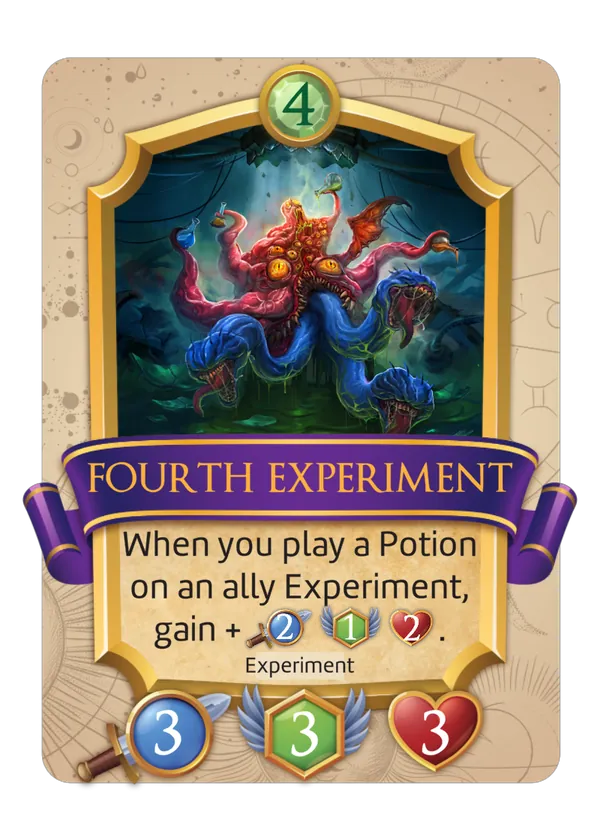 4
FOURTH EXPERIMENT
When you play a Potion
on an ally Experiment,
gain + 2 1 2 .
Experiment
3 3 3